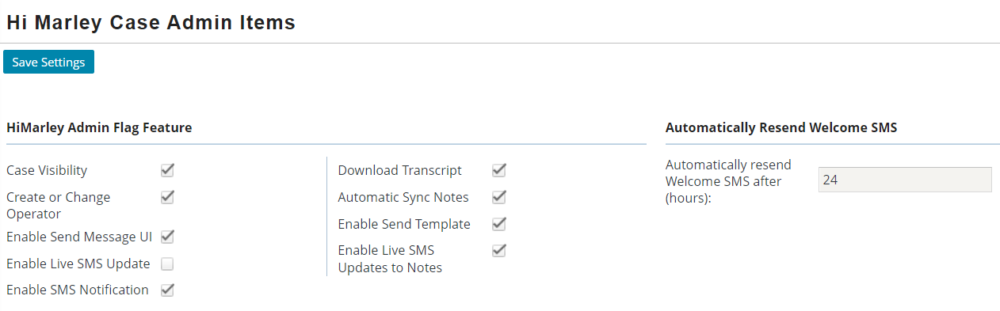 Hi Marley Case Admin Items
Save Settings
HiMarley Admin Flag Feature
Case Visibility
Create or Change
Operator
Enable Send Message UI
Enable Live SMS Update
Enable SMS Notification
Download Transcript
Automatic Sync Notes
Enable Send Template
Enable Live SMS
Updates to Notes
Automatically Resend Welcome SMS
Automatically resend
Welcome SMS after
(hours):
24